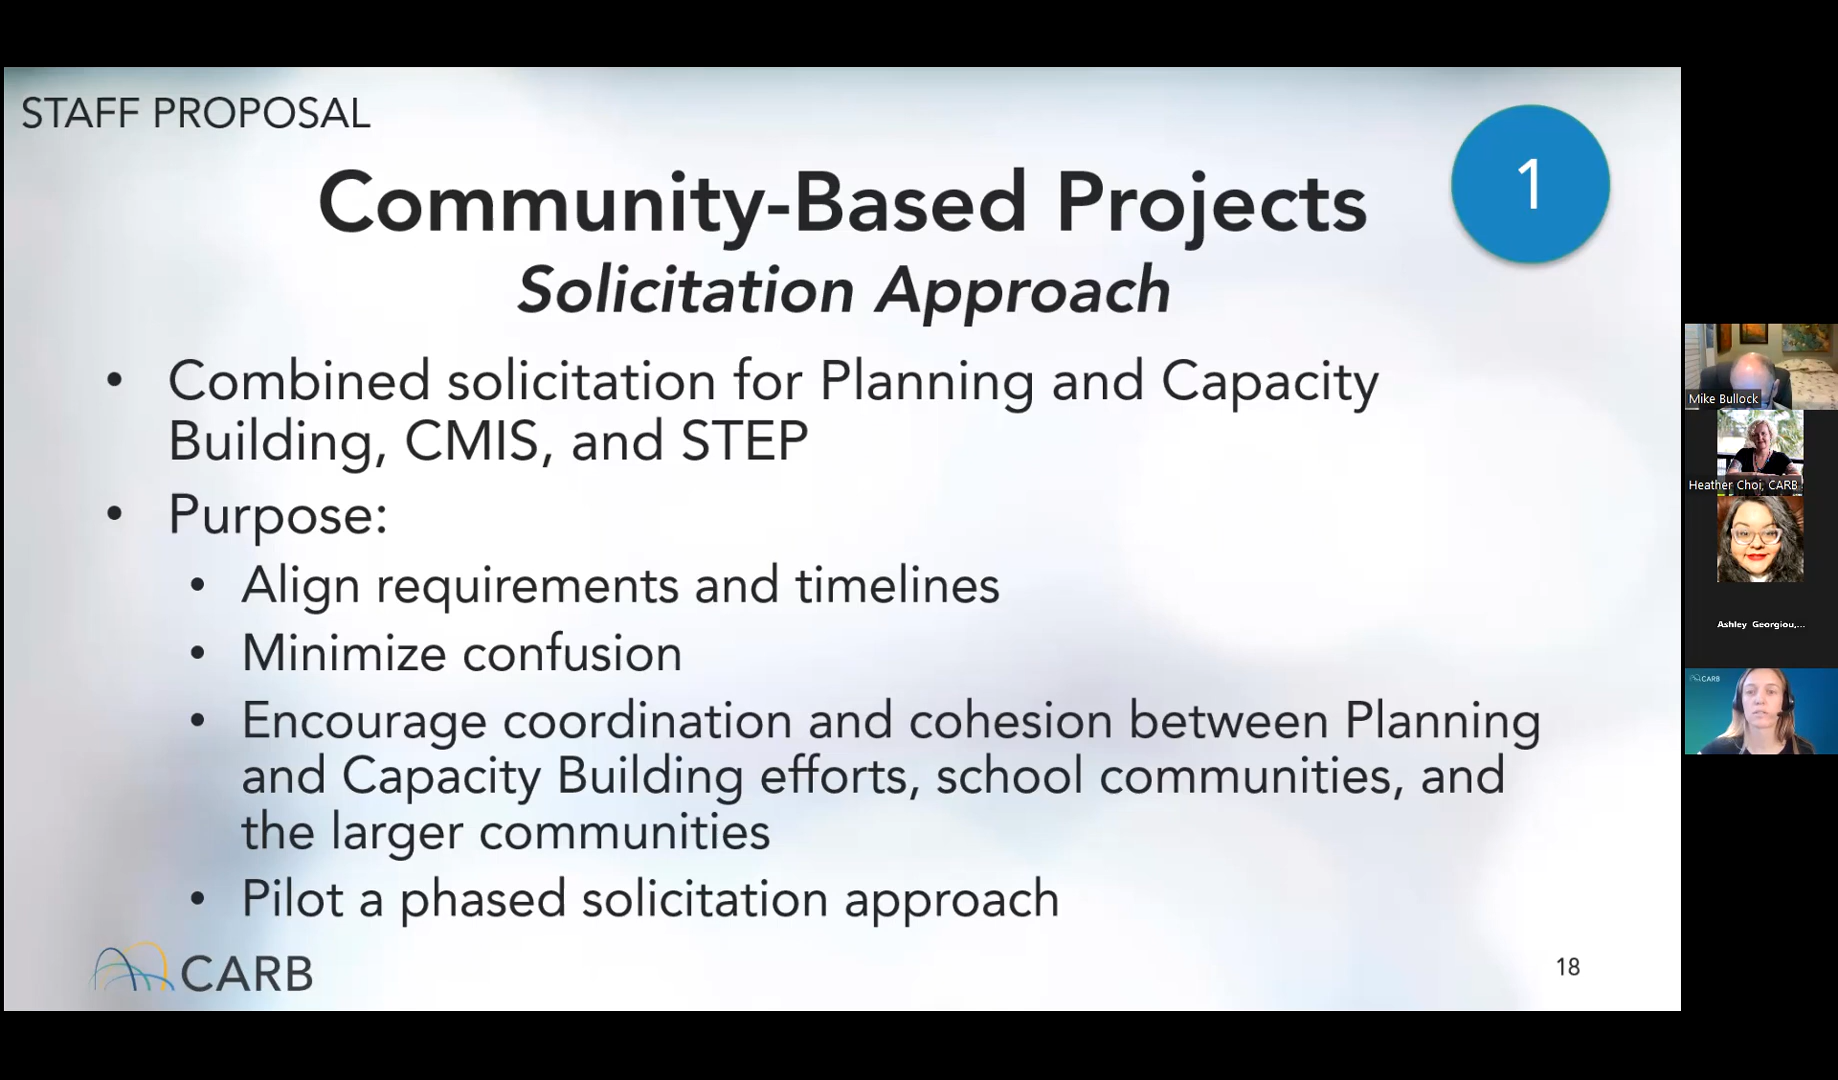 STAFF PROPOSAL
1
Community-Based Projects
Solicitation Approach
• Combined solicitation for Planning and Capacity
Building, CMIS, and STEP
• Purpose:
• Align requirements and timelines
• Minimize confusion
• Encourage coordination and cohesion between Planning
and Capacity Building efforts, school communities, and
the larger communities
• Pilot a phased solicitation approach
CARB
18
Mike Bullock
Heather Choi, CARB
Ashley Georgiou,...
CARB